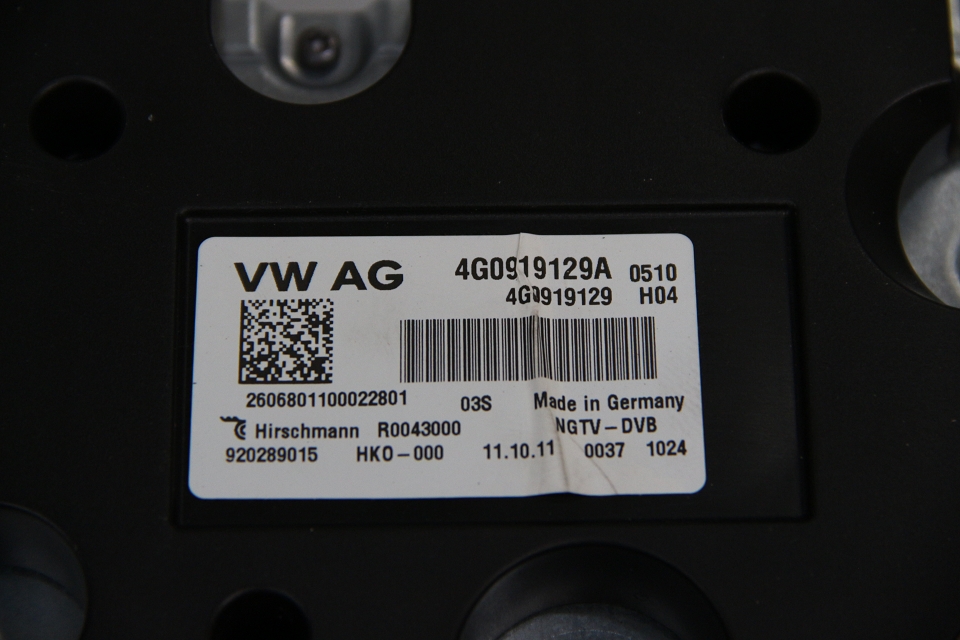 VW AG 4G0919129A 0510
4G0919129 H04
2606801100022801 03S Made in Germany
Hirschmann R0043000 NGTV-DVB
920289015 HKO-000 11.10.11 0037 1024